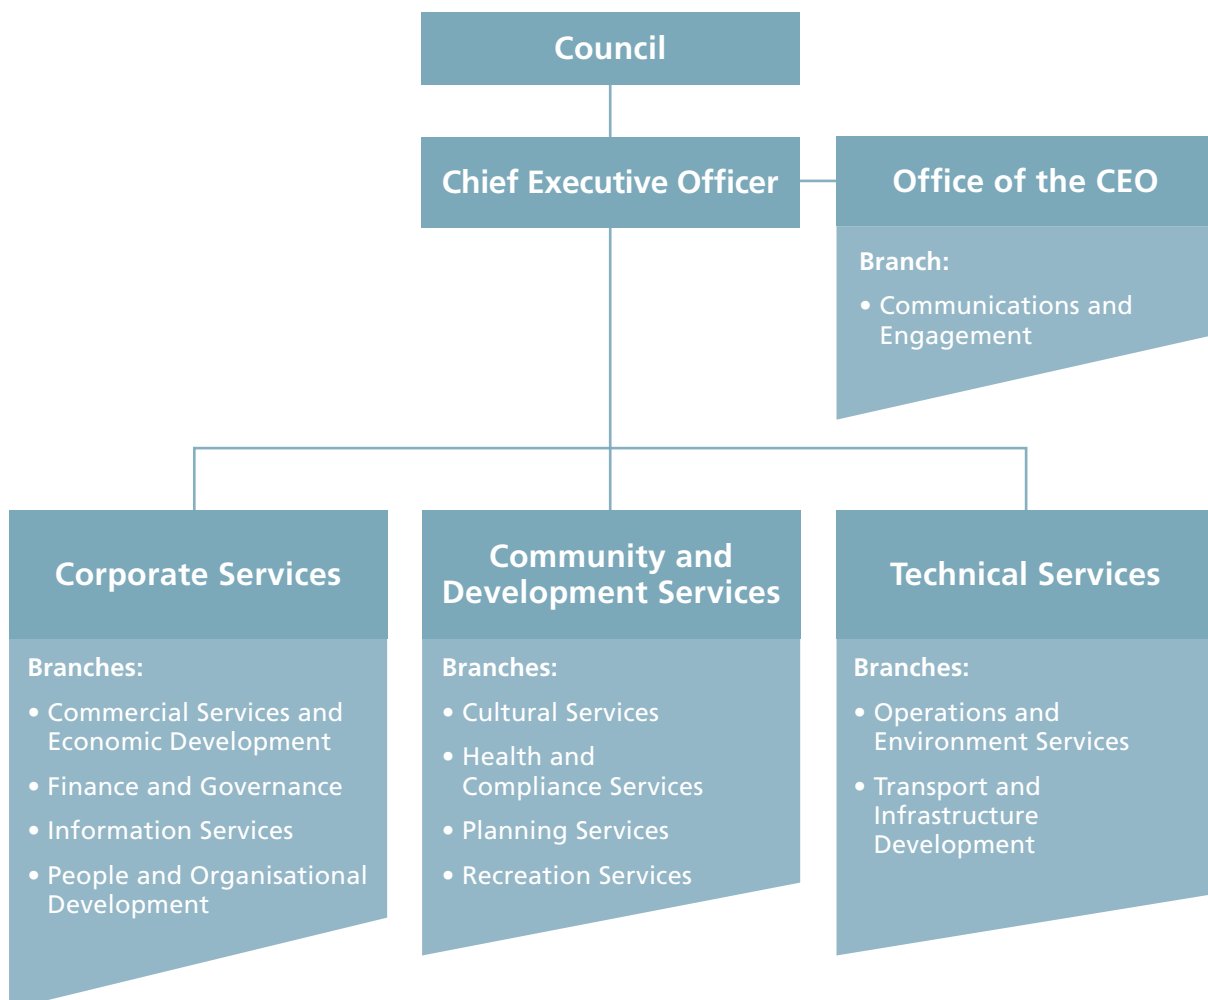 Council
Chief Executive Officer
Office of the CEO
Branch:
• Communications and
Engagement
Corporate Services
Branches:
• Commercial Services and
Economic Development
• Finance and Governance
• Information Services
• People and Organisational
Development
Community and
Development Services
Branches:
• Cultural Services
• Health and
Compliance Services
• Planning Services
• Recreation Services
Technical Services
Branches:
• Operations and
Environment Services
• Transport and
Infrastructure
Development